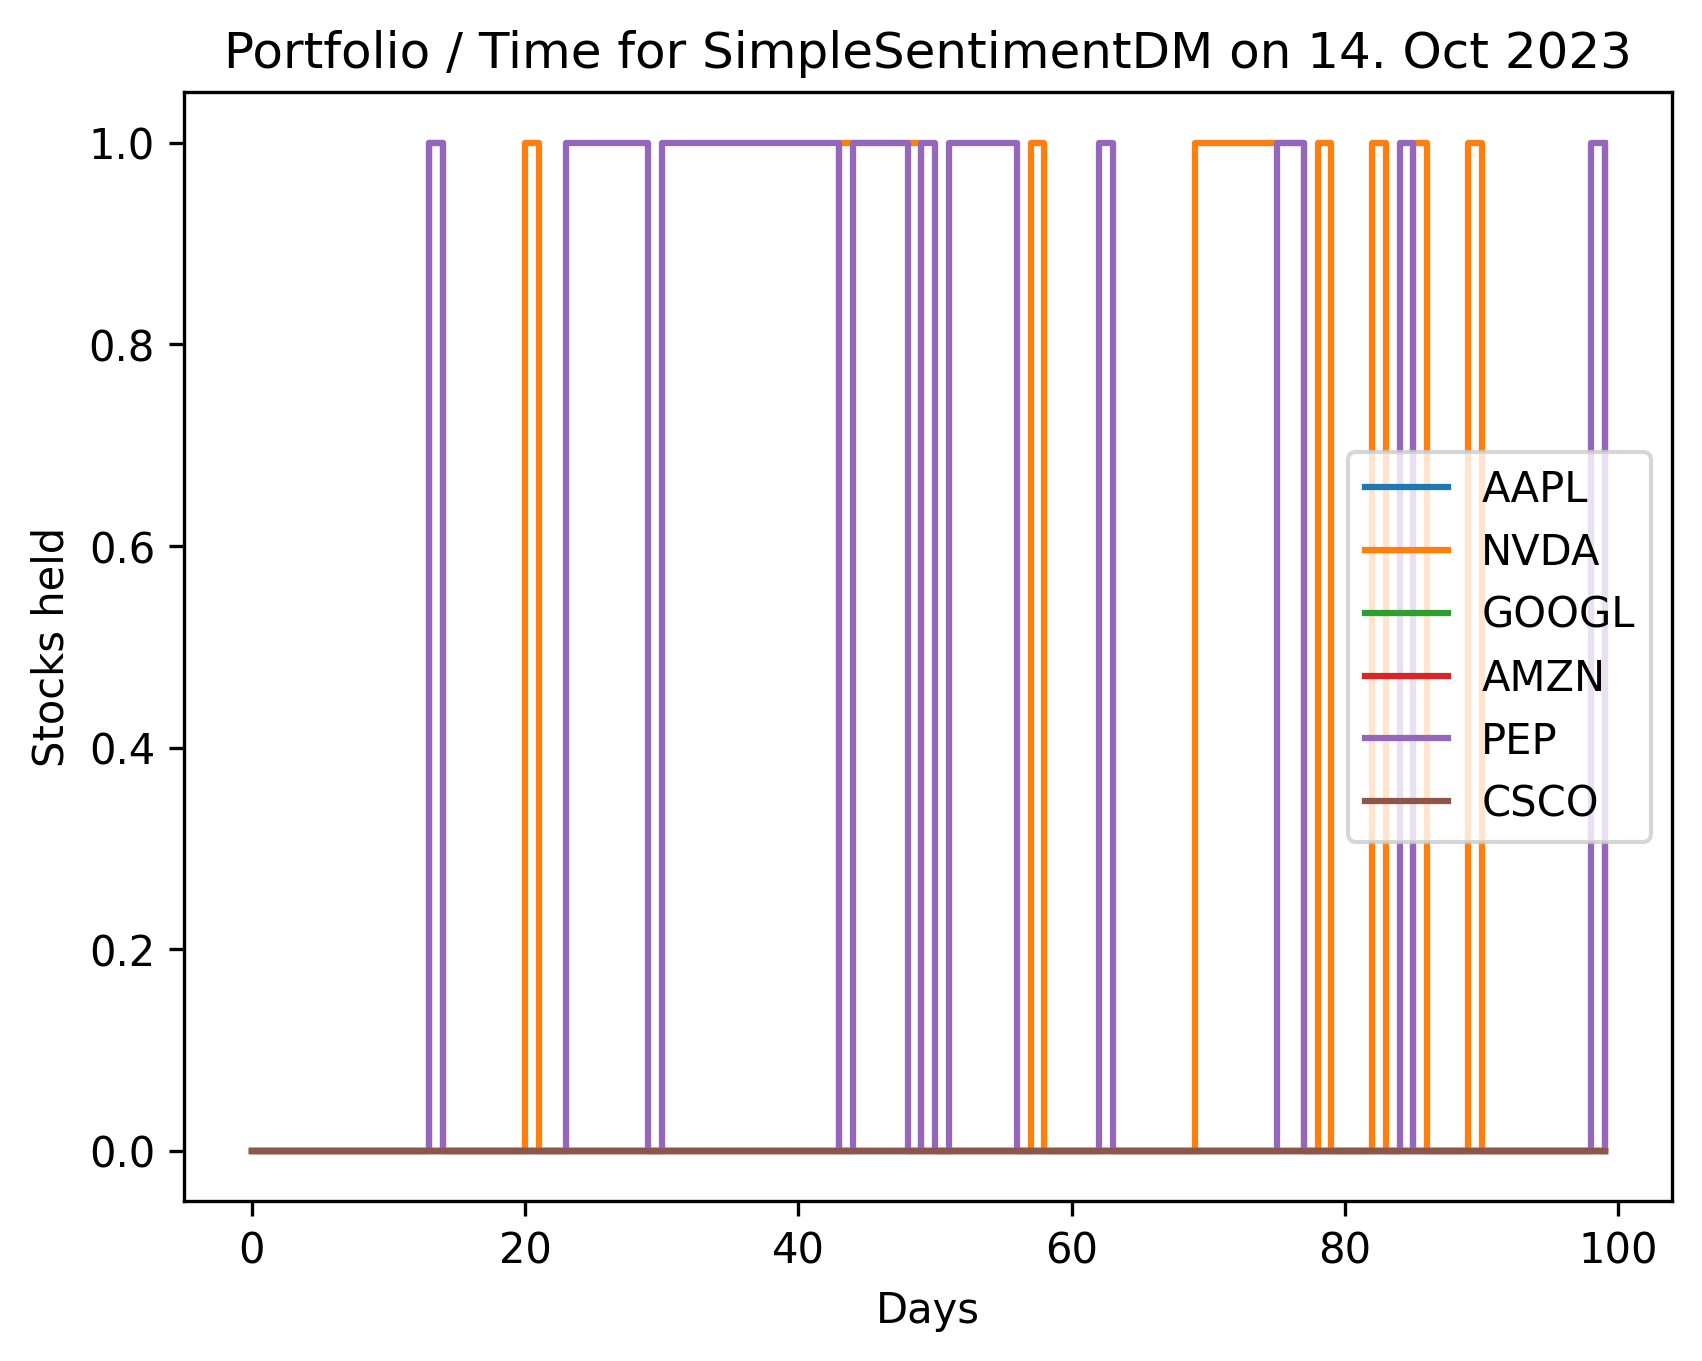 Portfolio / Time for SimpleSentimentDM on 14. Oct 2023
1.0
0.8
0.6
0.4
0.2
0.0
Stocks held
AAPL
NVDA
GOOGL
AMZN
PEP
CSCO
0 20 40 60 80 100
Days